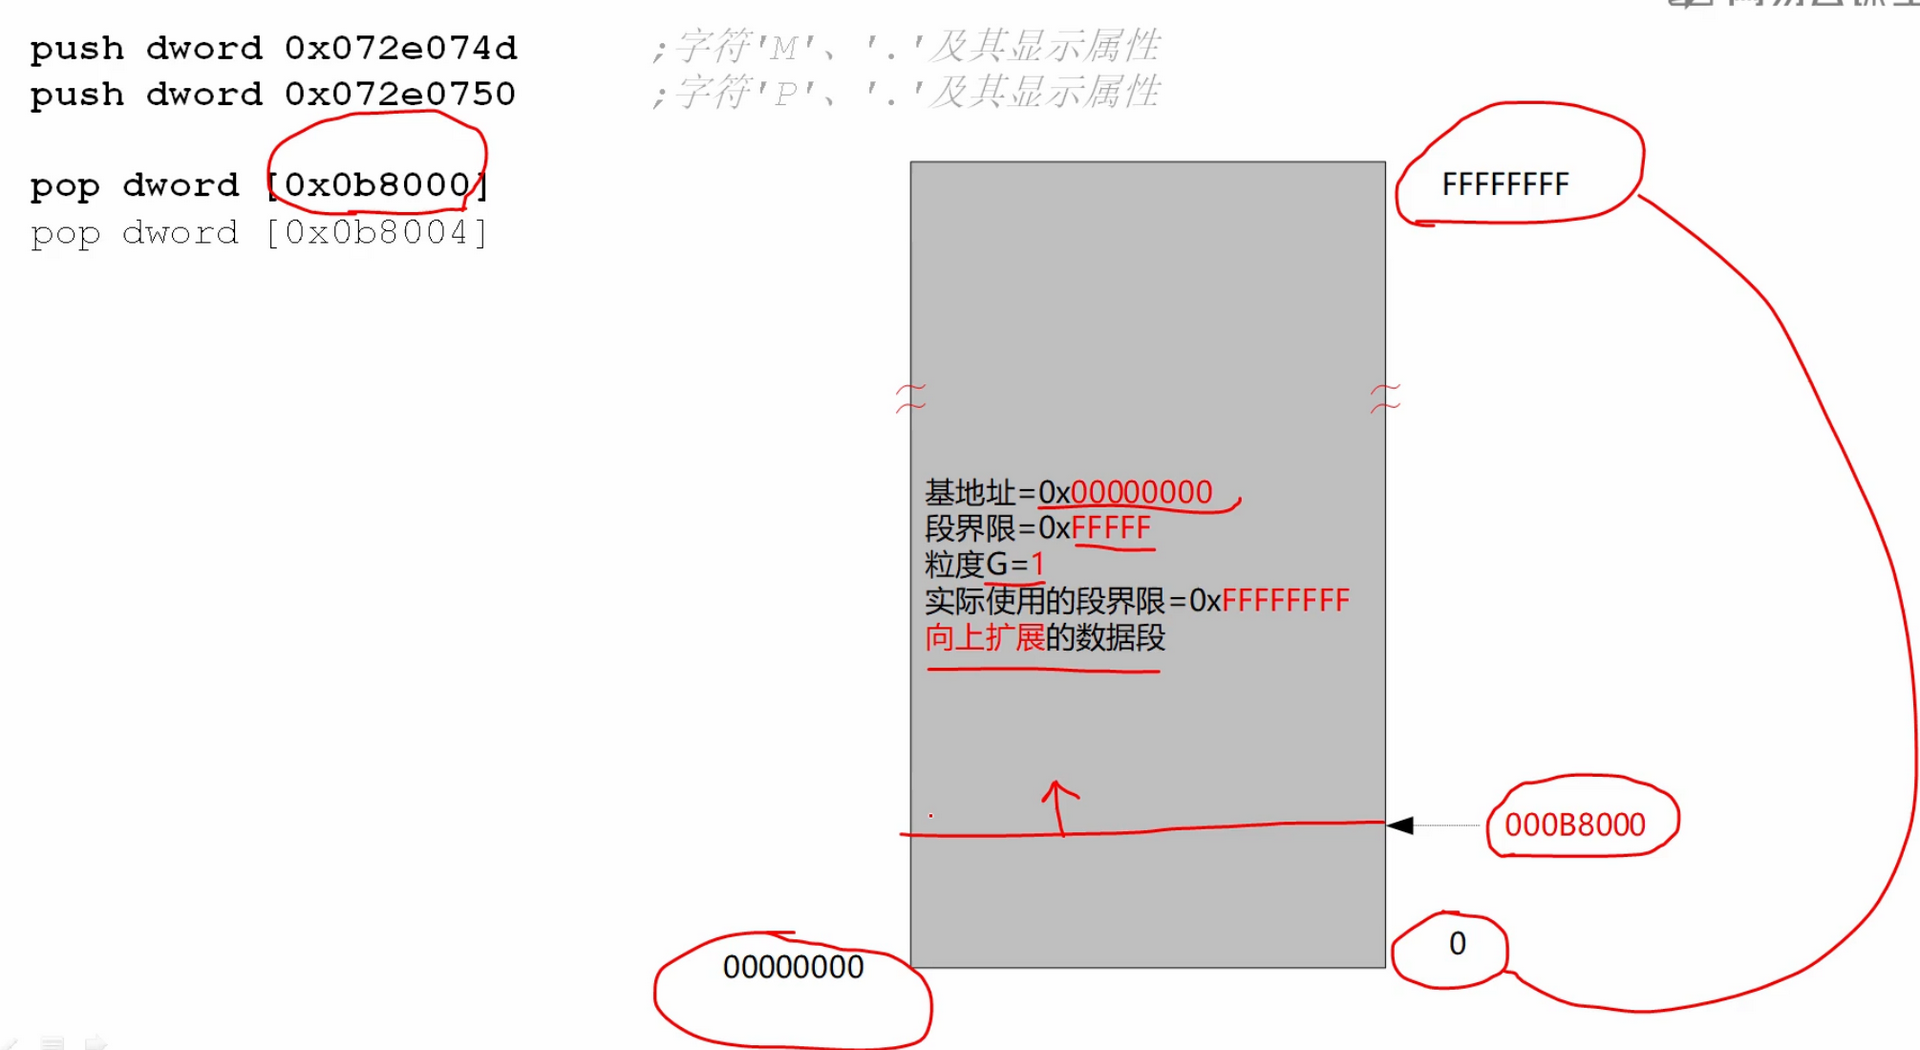 push dword 0x072e074d ;字符'M'、'.'及其显示属性
push dword 0x072e0750 ;字符'P'、'.'及其显示属性
pop dword [0x0b8000]
pop dword [0x0b8004]
FFFFFFFF
基地址=0x00000000
段界限=0xFFFFF
粒度G=1
实际使用的段界限=0xFFFFFFFF
向上扩展的数据段
000B8000
0
00000000